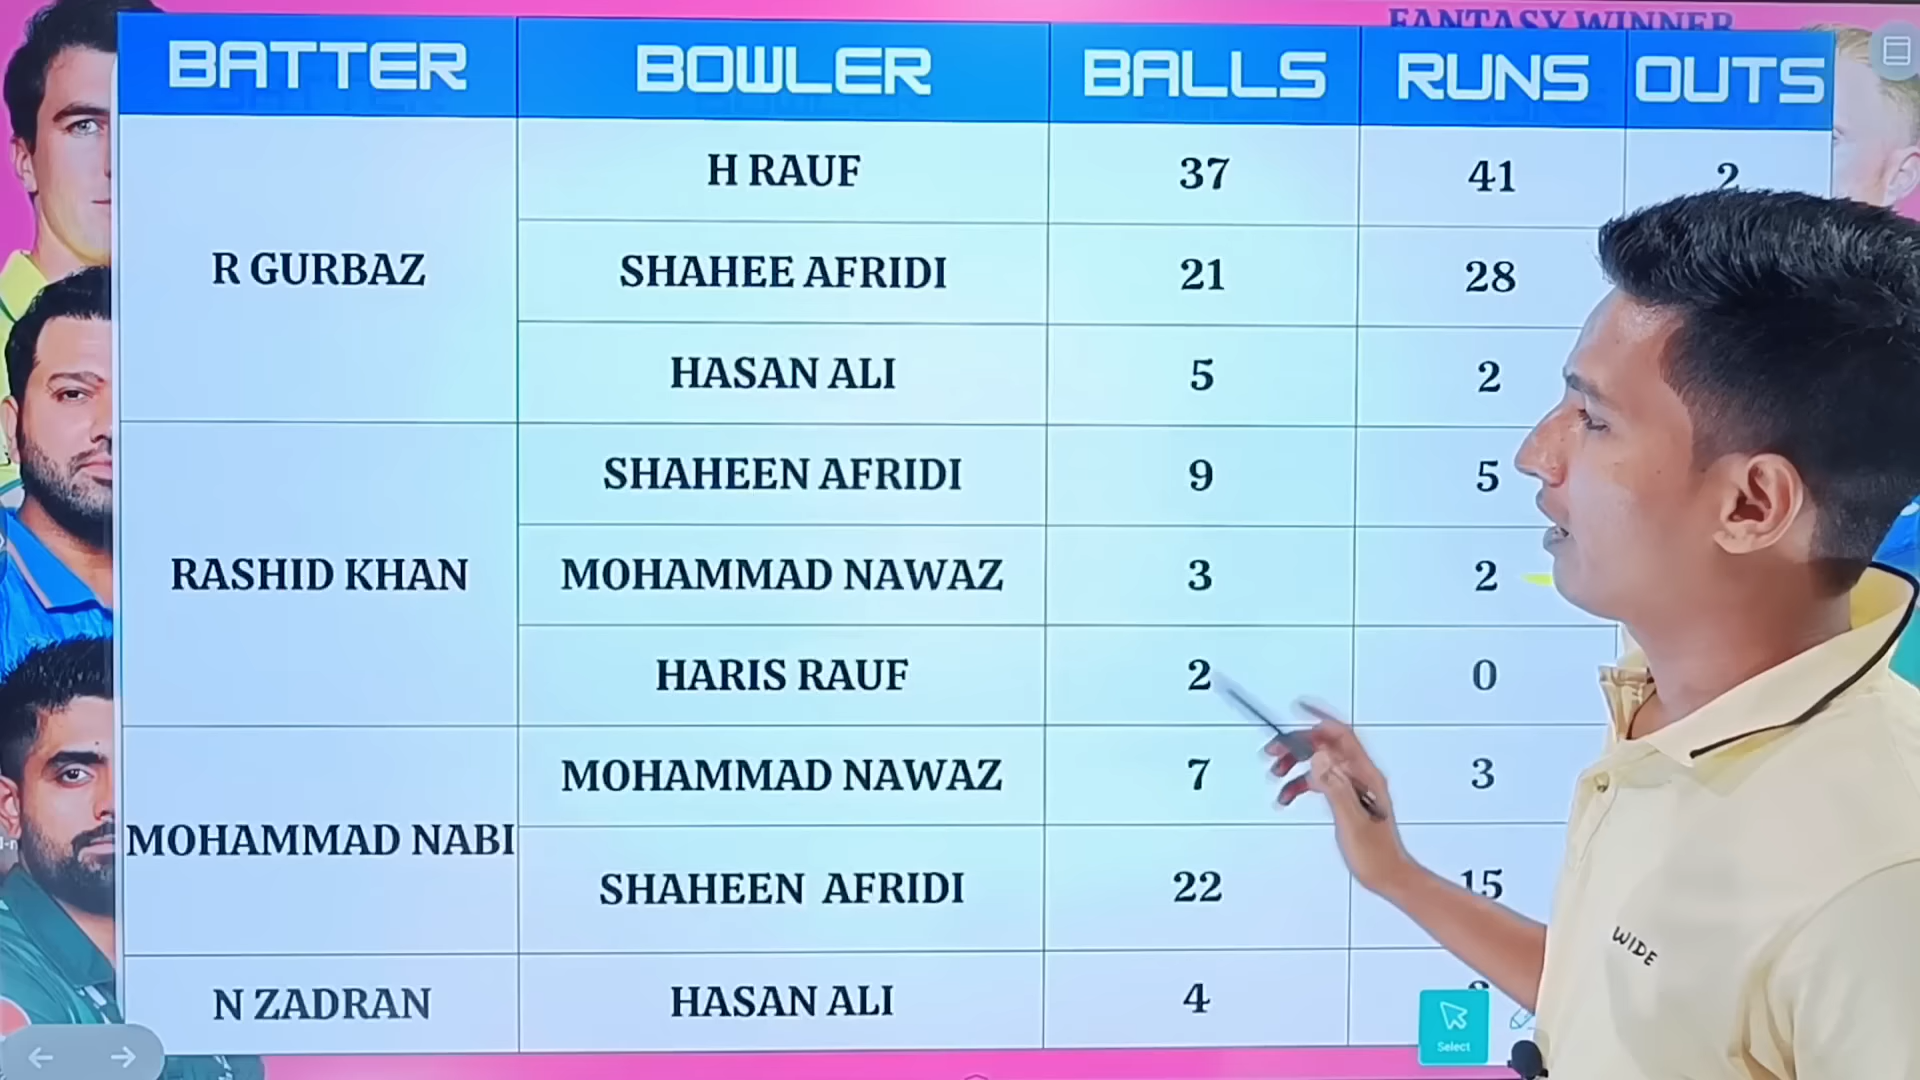 FANTASY WINNER
BATTER BOWLER BALLS RUNS OUTS
R GURBAZ
H RAUF 37 41 2
SHAHEE AFRIDI 21 28
HASAN ALI 5 2
RASHID KHAN
SHAHEEN AFRIDI 9 5
MOHAMMAD NAWAZ 3 2
HARIS RAUF 2 0
MOHAMMAD NABI
MOHAMMAD NAWAZ 7 3
SHAHEEN AFRIDI 22 15
N ZADRAN HASAN ALI 4
WIDE
Select